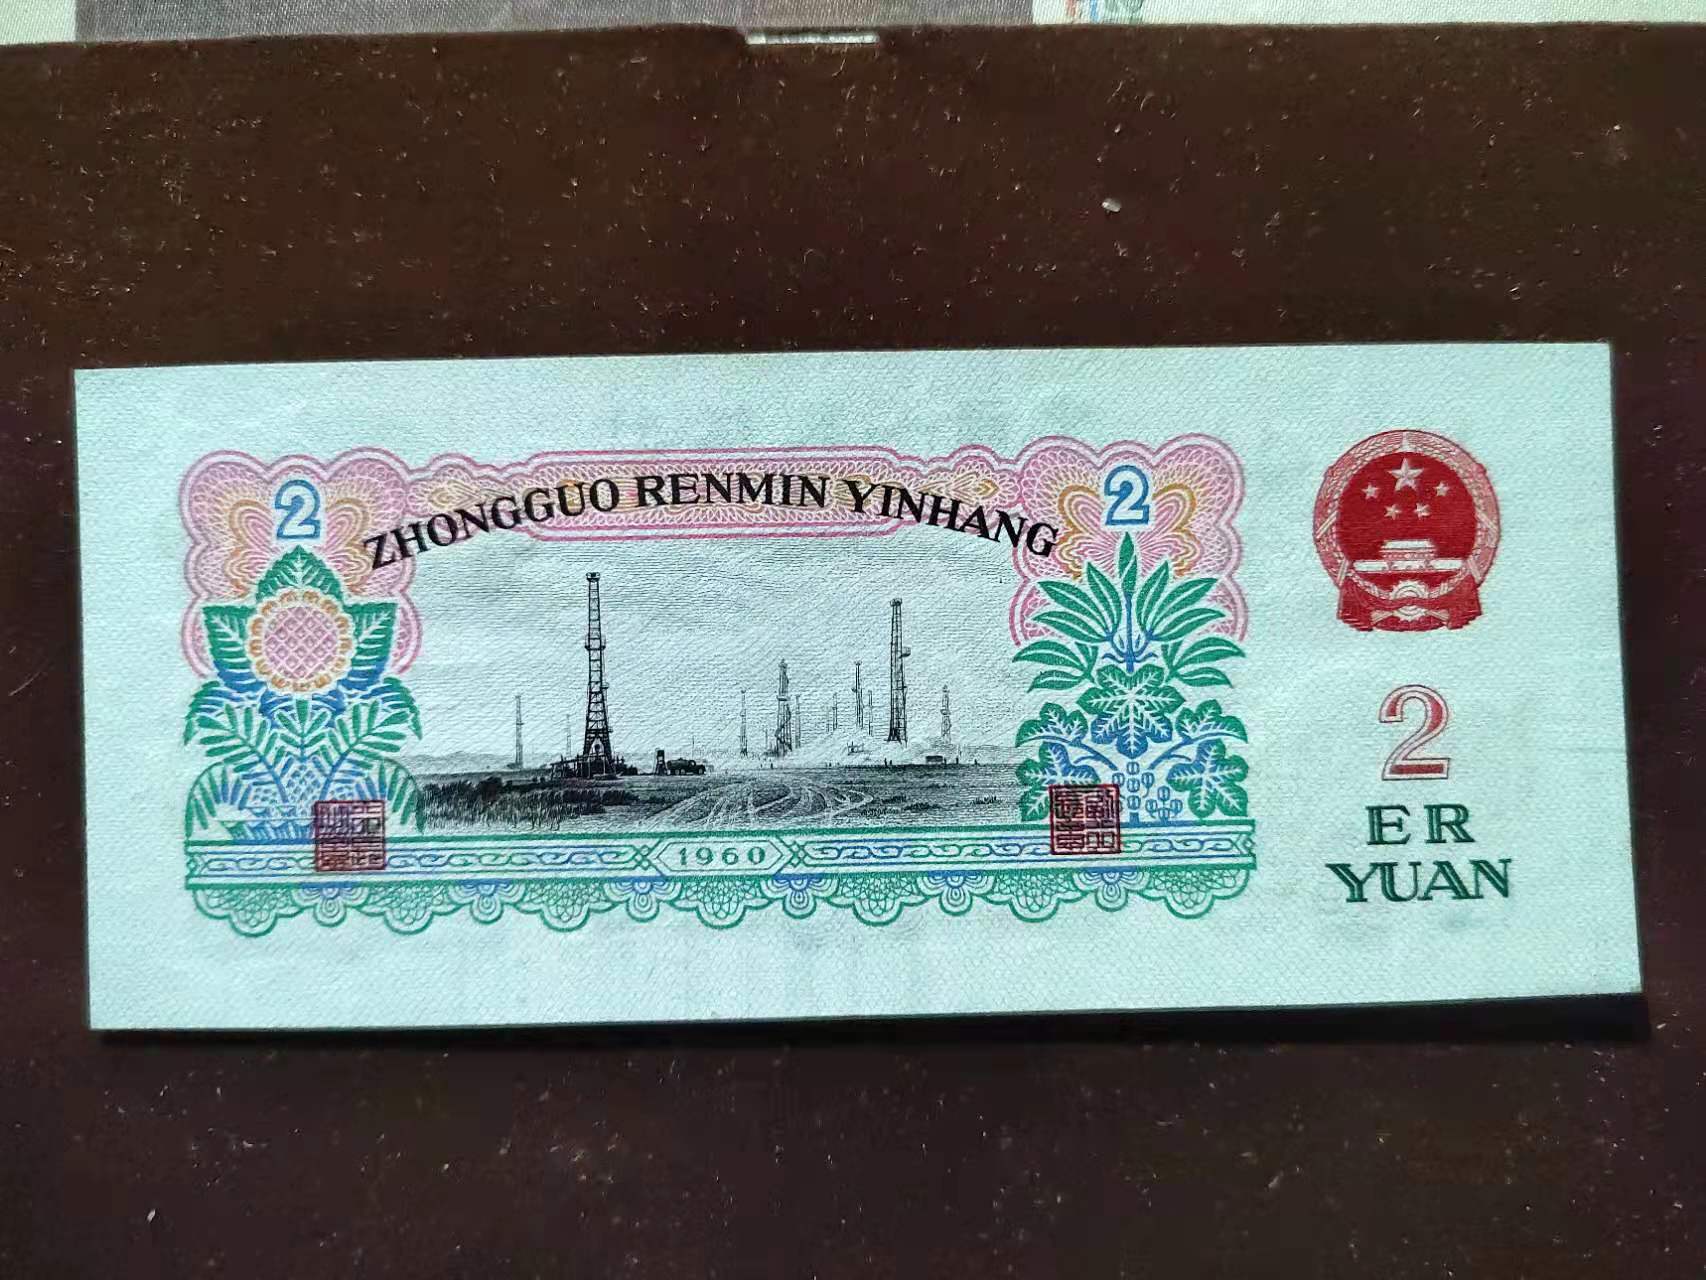 2 2
ZHONGGUO RENMIN YINHANG
2
ER
YUAN
1960